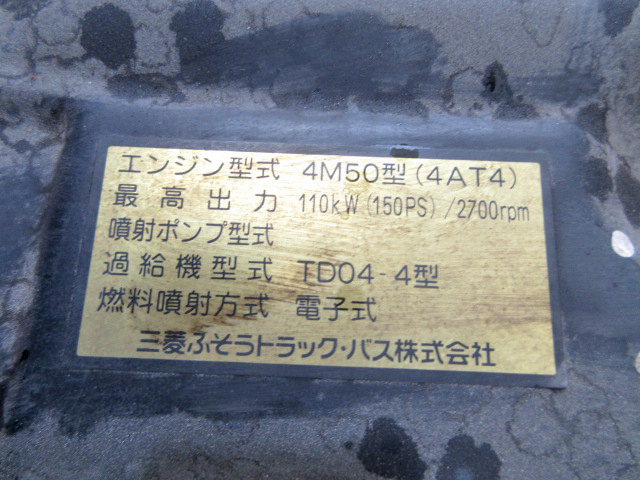 エンジン型式 4M50型(4AT4)
最高出力 110kW(150PS)/2700rpm
噴射ポンプ型式
過給機型式 TD04-4型
燃料噴射方式 電子式
三菱ふそうトラック・バス株式会社